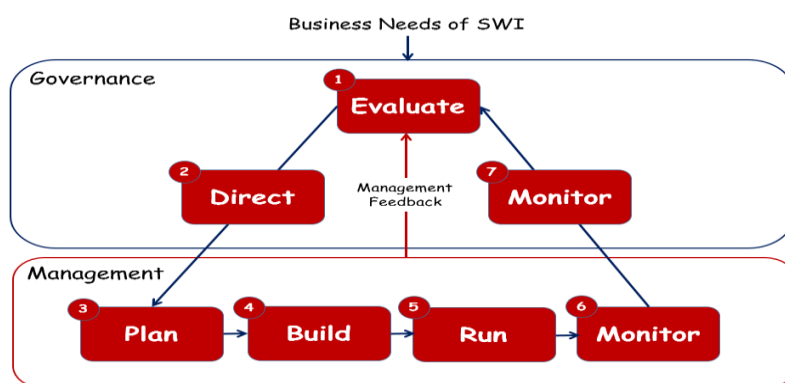 Business Needs of SWI
Governance
1
Evaluate
2
Direct
Management
Feedback
7
Monitor
Management
3
Plan
4
Build
5
Run
6
Monitor